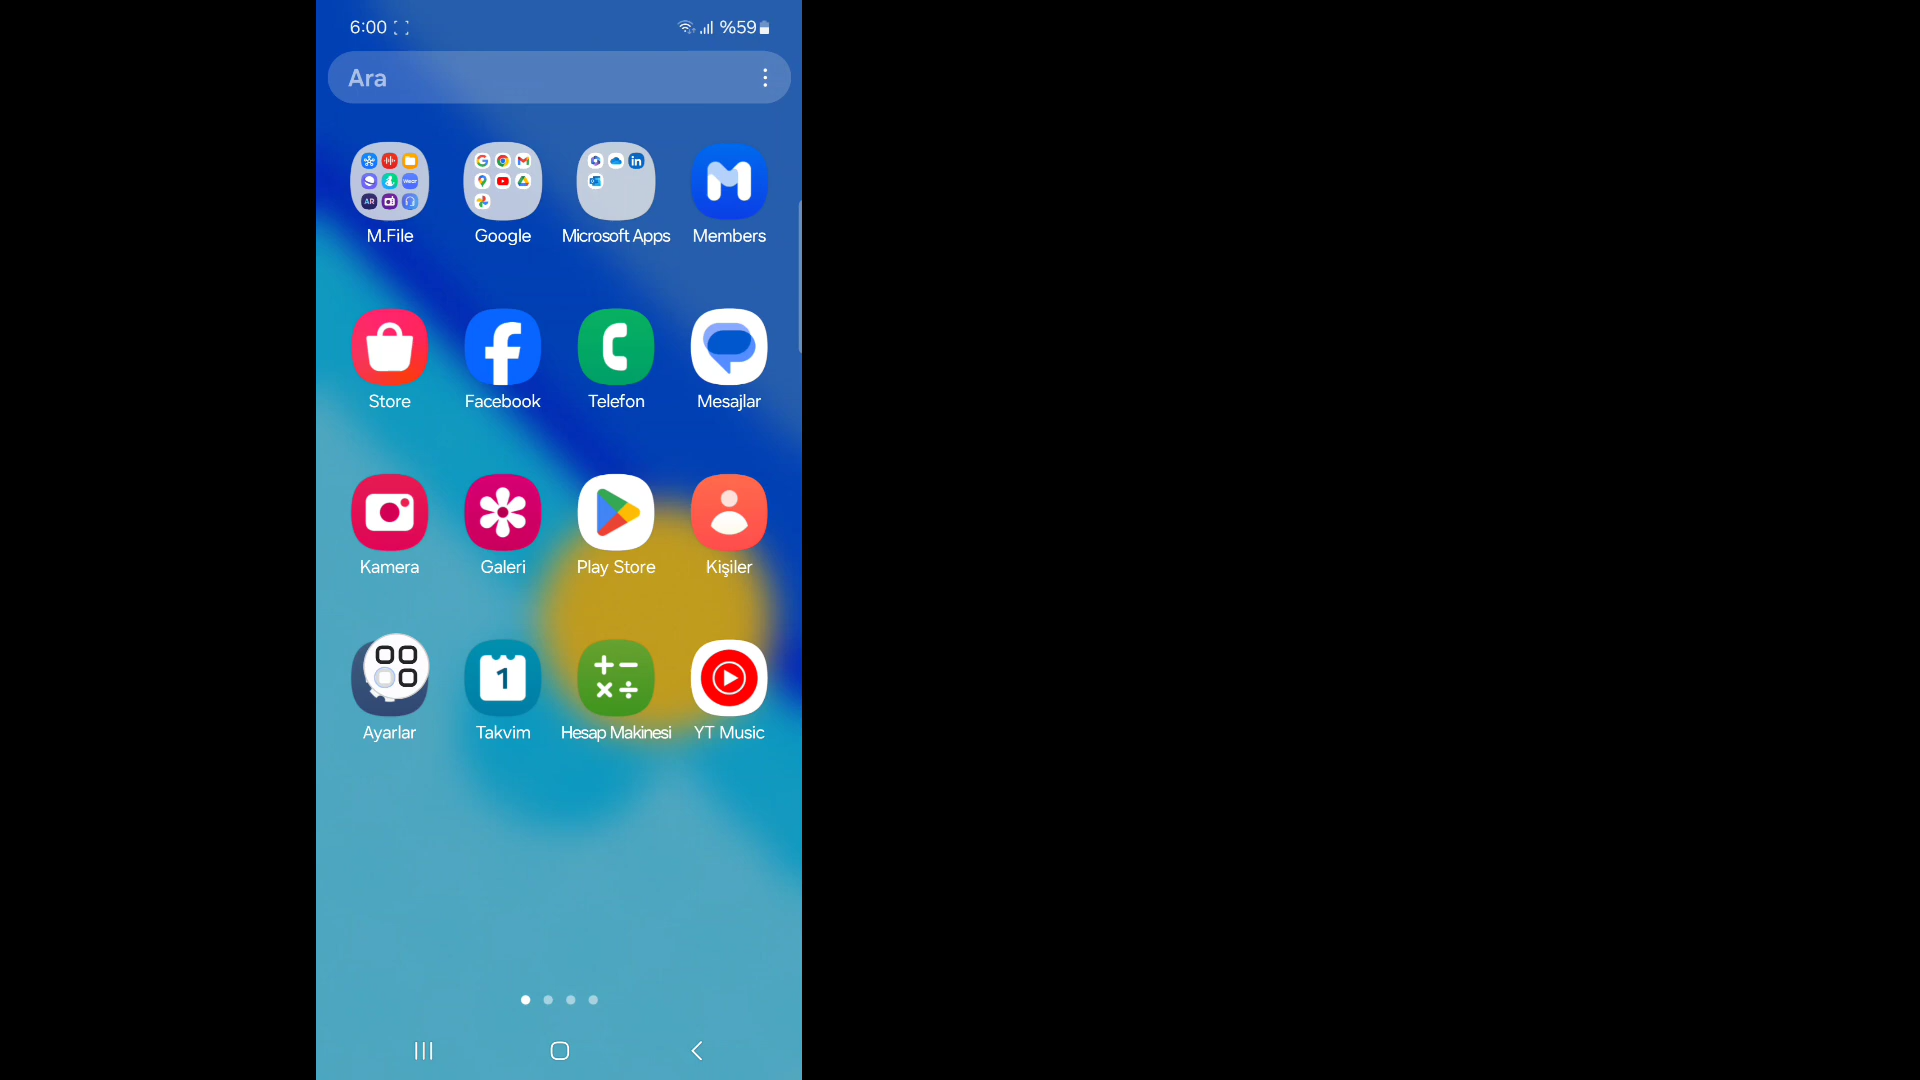 6:00 %59
Ara
M.File Google Microsoft Apps Members
Store Facebook Telefon Mesajlar
Kamera Galeri Play Store Kişiler
1
Ayarlar Takvim Hesap Makinesi YT Music